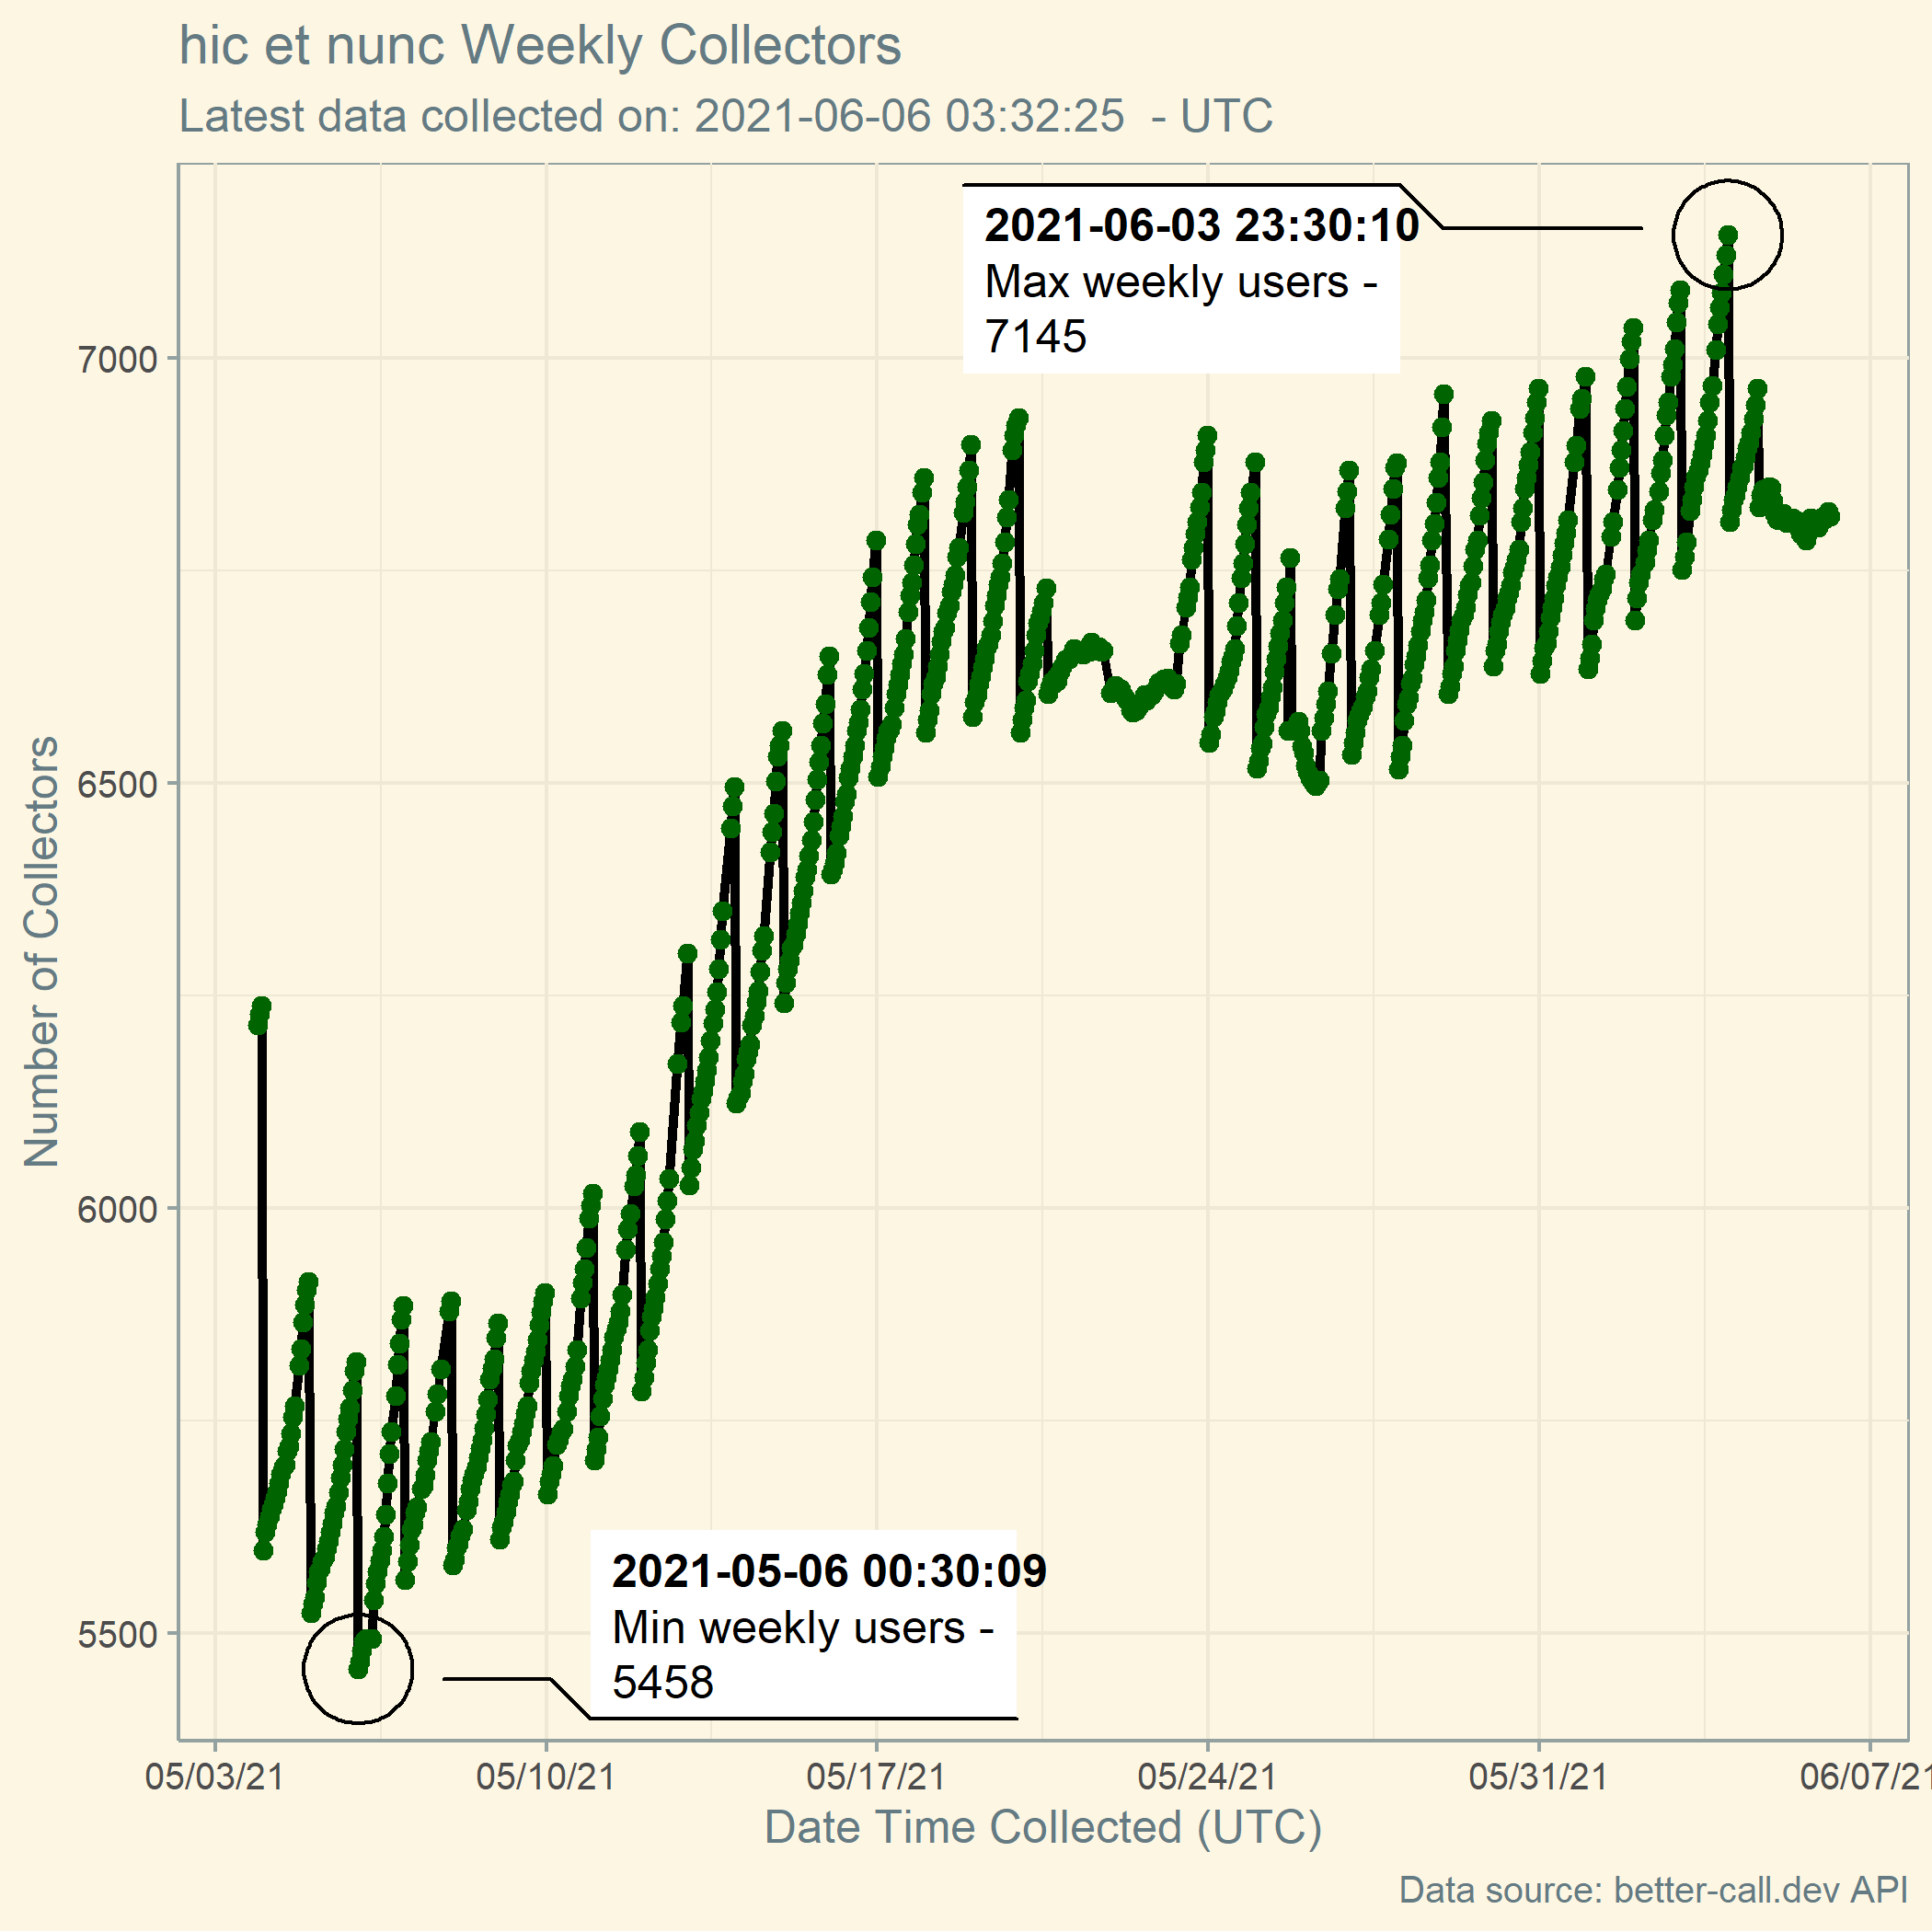 hic et nunc Weekly Collectors
Latest data collected on: 2021-06-06 03:32:25  - UTC
2021-06-03 23:30:10
Max weekly users -
7145
7000
6500
6000
5500
Number of Collectors
2021-05-06 00:30:09
Min weekly users -
5458
05/03/21
05/10/21
05/17/21
05/24/21
05/31/21
06/07/21
Date Time Collected (UTC)
Data source: better-call.dev API